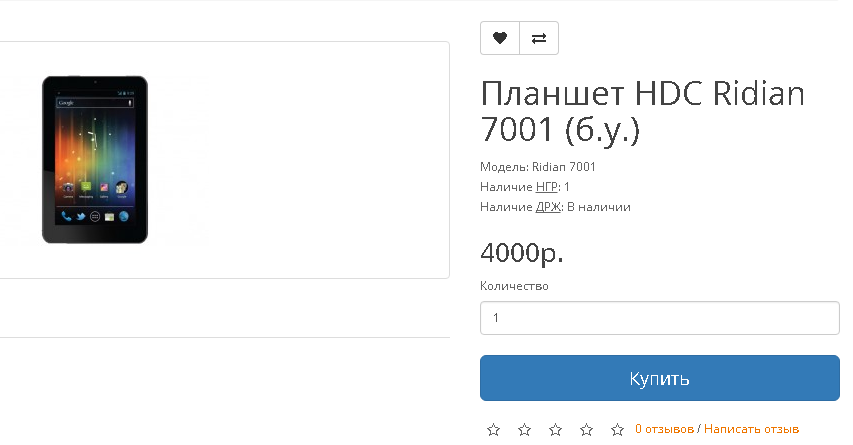 Планшет HDC Ridian
7001 (б.у.)
Модель: Ridian 7001
Наличие НГР: 1
Наличие ДРЖ: В наличии
4000р.
Количество
1
Купить
0 отзывов / Написать отзыв
Google